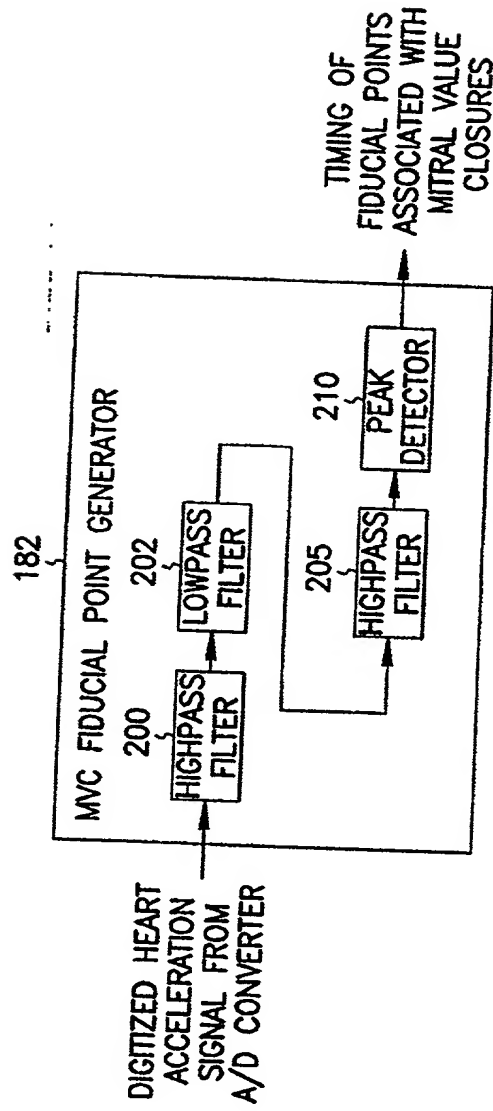 182
MVC FIDUCIAL POINT GENERATOR
DIGITIZED HEART
ACCELERATION
SIGNAL FROM
A/D CONVERTER
200
HIGHPASS
FILTER
202
LOWPASS
FILTER
205
HIGHPASS
FILTER
210
PEAK
DETECTOR
TIMING OF
FIDUCIAL POINTS
ASSOCIATED WITH
MITRAL VALUE
CLOSURES